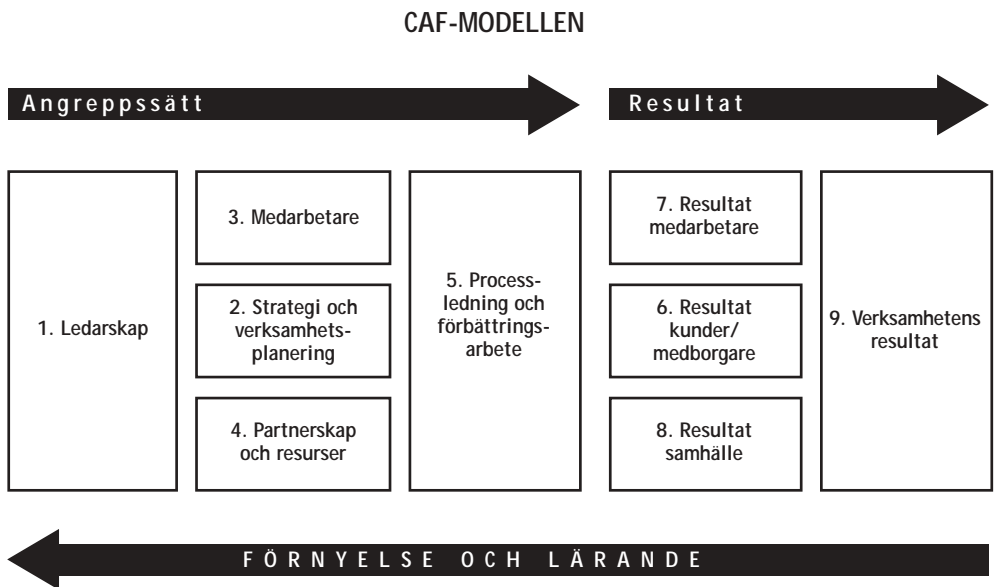 CAF-MODELLEN
Angreppssätt
Resultat
1. Ledarskap
3. Medarbetare
2. Strategi och
verksamhets-
planering
4. Partnerskap
och resurser
5. Process-
ledning och
förbättrings-
arbete
7. Resultat
medarbetare
6. Resultat
kunder/
medborgare
8. Resultat
samhälle
9. Verksamhetens
resultat
FÖRNYELSE OCH LÄRANDE